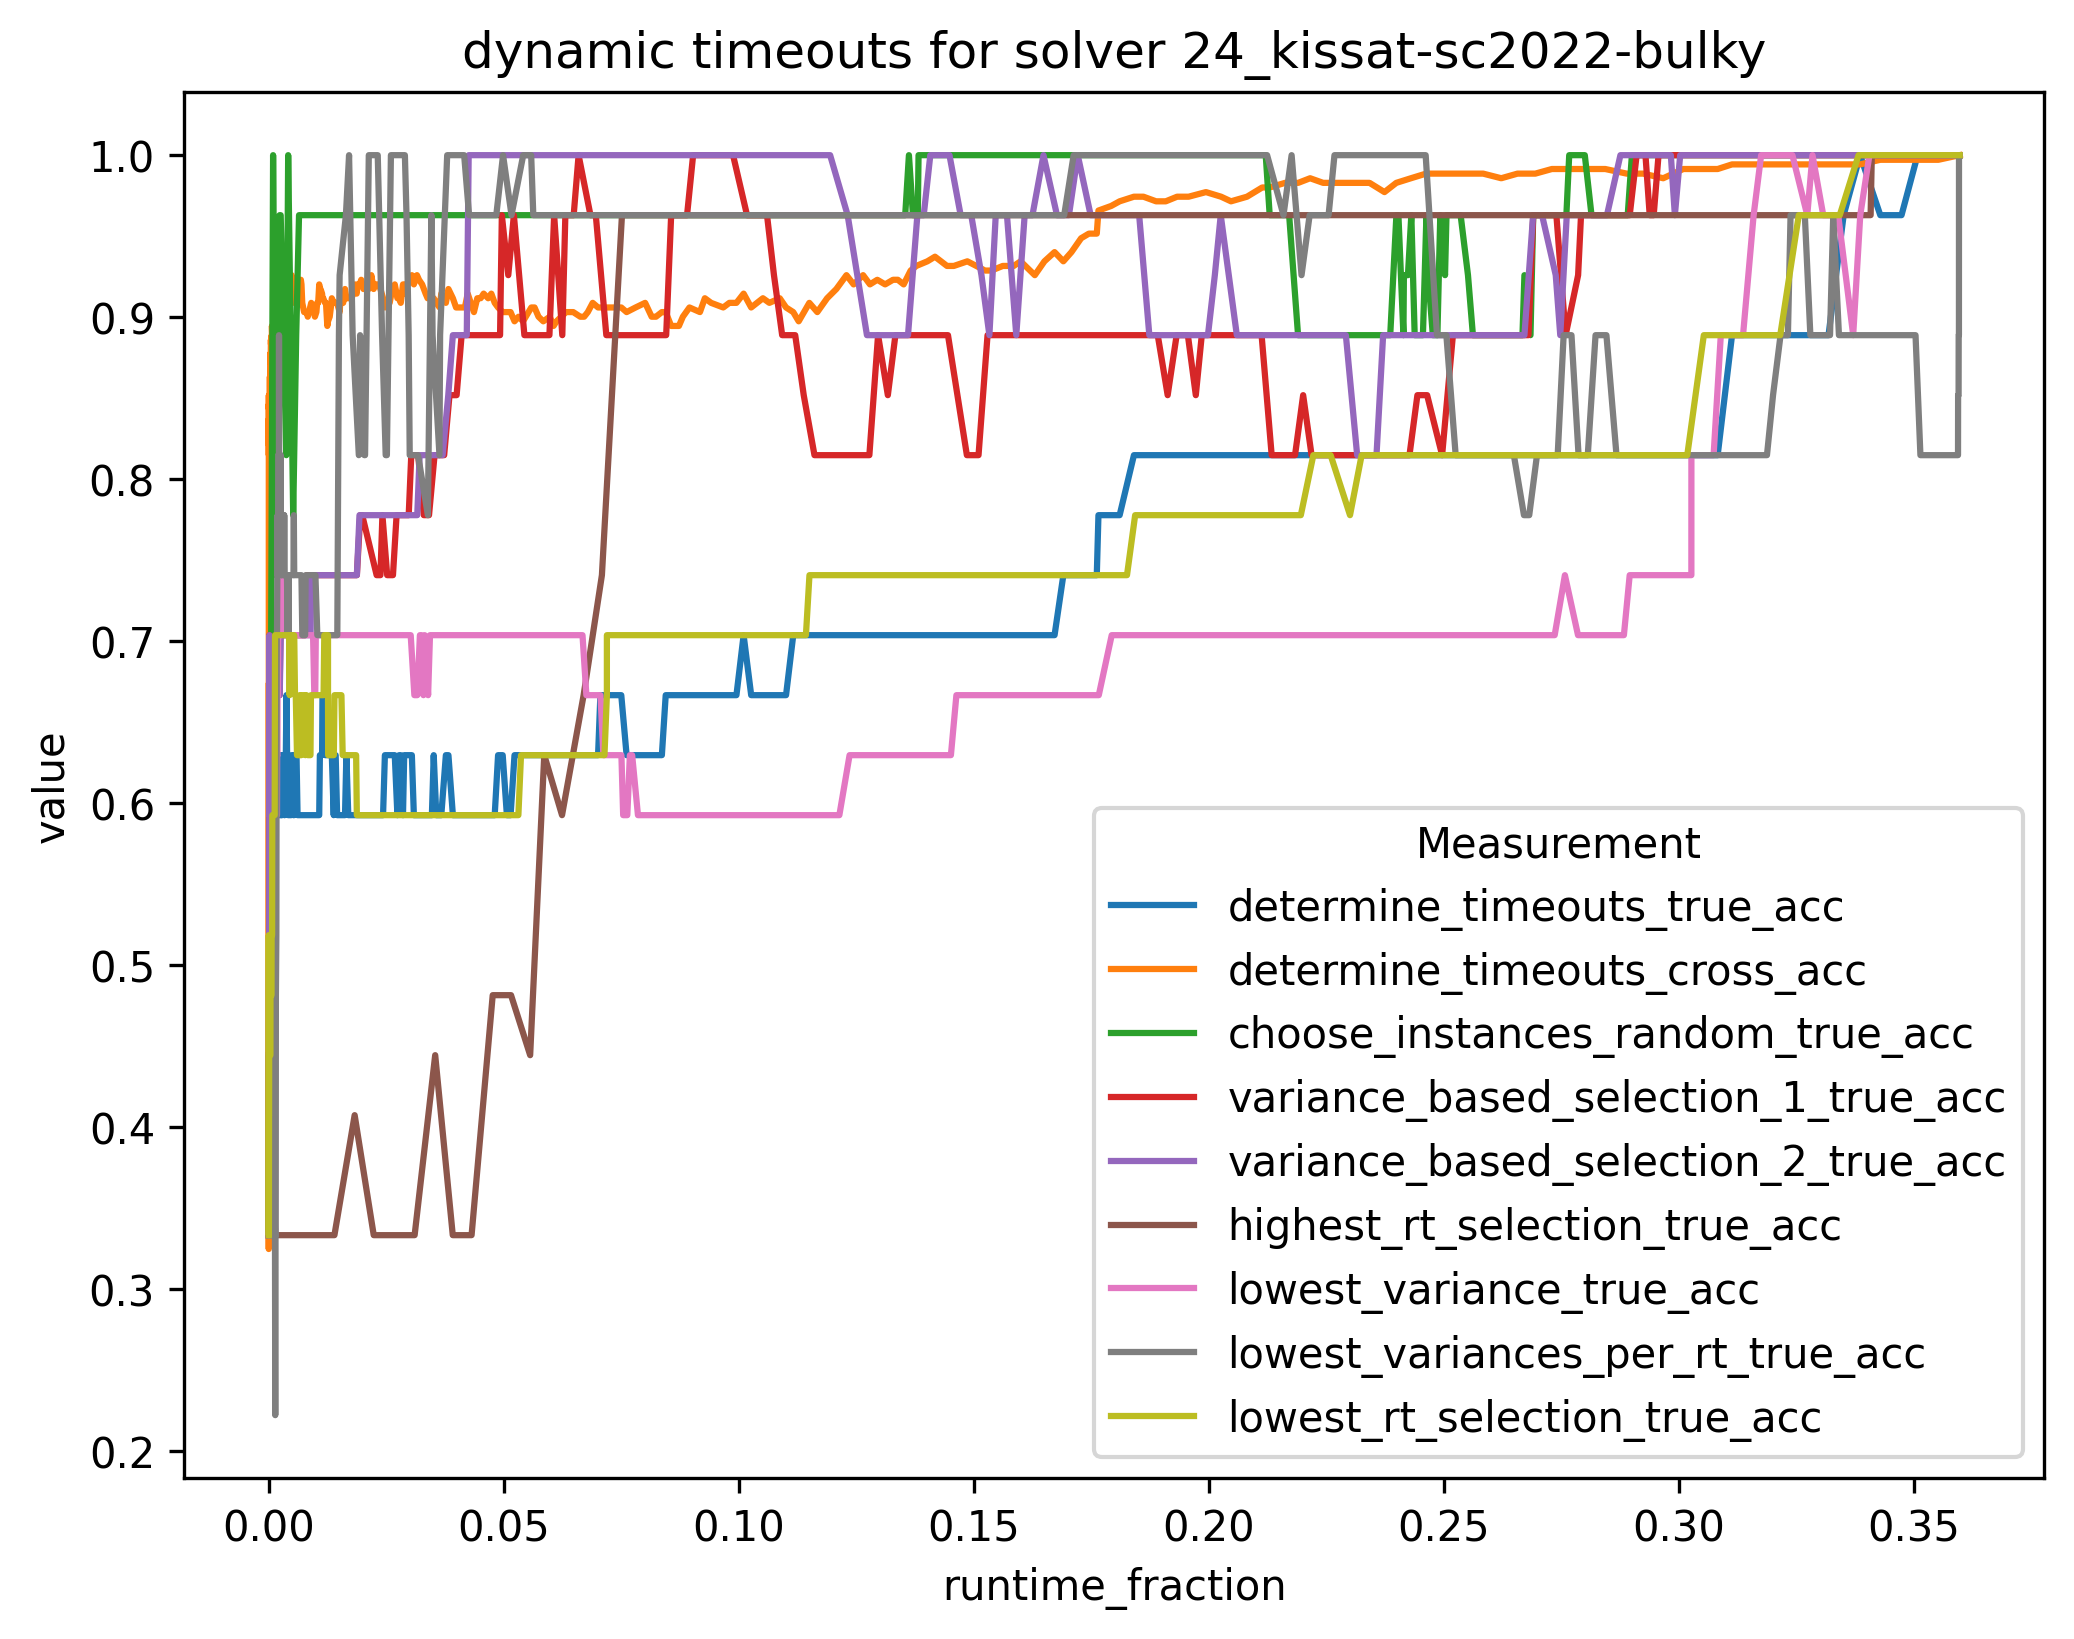 dynamic timeouts for solver 24_kissat-sc2022-bulky
value
1.0
0.9
0.8
0.7
0.6
0.5
0.4
0.3
0.2
0.00 0.05 0.10 0.15 0.20 0.25 0.30 0.35
runtime_fraction
Measurement
determine_timeouts_true_acc
determine_timeouts_cross_acc
choose_instances_random_true_acc
variance_based_selection_1_true_acc
variance_based_selection_2_true_acc
highest_rt_selection_true_acc
lowest_variance_true_acc
lowest_variances_per_rt_true_acc
lowest_rt_selection_true_acc